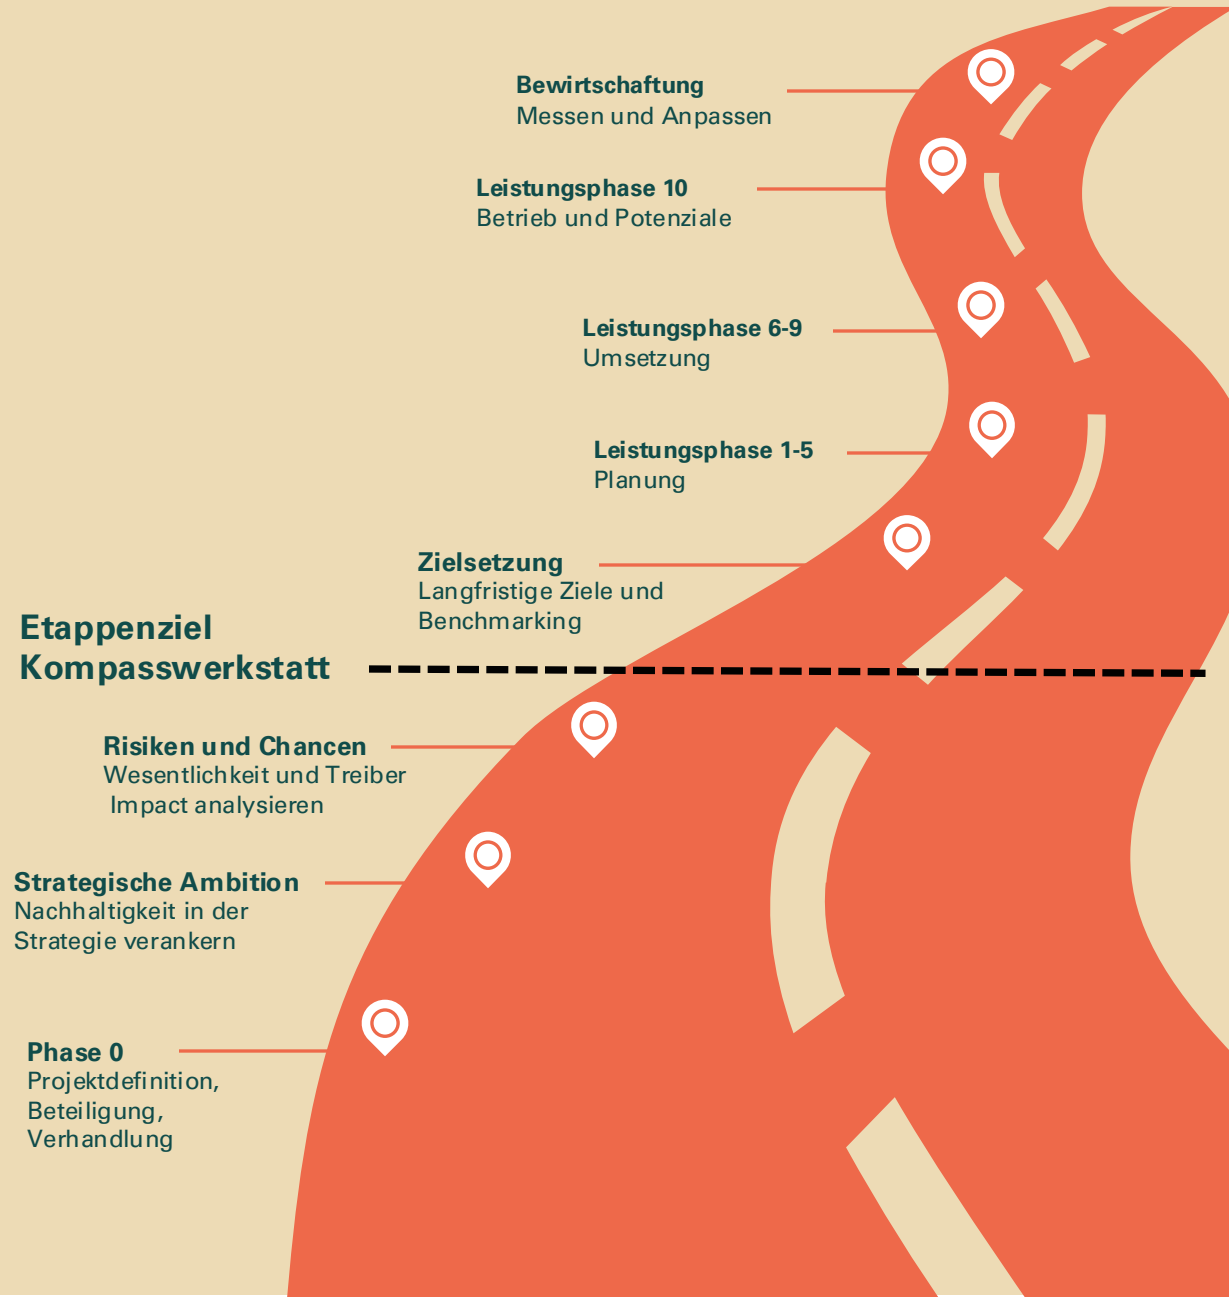 Bewirtschaftung
Messen und Anpassen
Leistungsphase 10
Betrieb und Potenziale
Leistungsphase 6-9
Umsetzung
Leistungsphase 1-5
Planung
Zielsetzung
Langfristige Ziele und
Benchmarking
Etappenziel
Kompasswerkstatt
Risiken und Chancen
Wesentlichkeit und Treiber
Impact analysieren
Strategische Ambition
Nachhaltigkeit in der
Strategie verankern
Phase 0
Projektdefinition,
Beteiligung,
Verhandlung